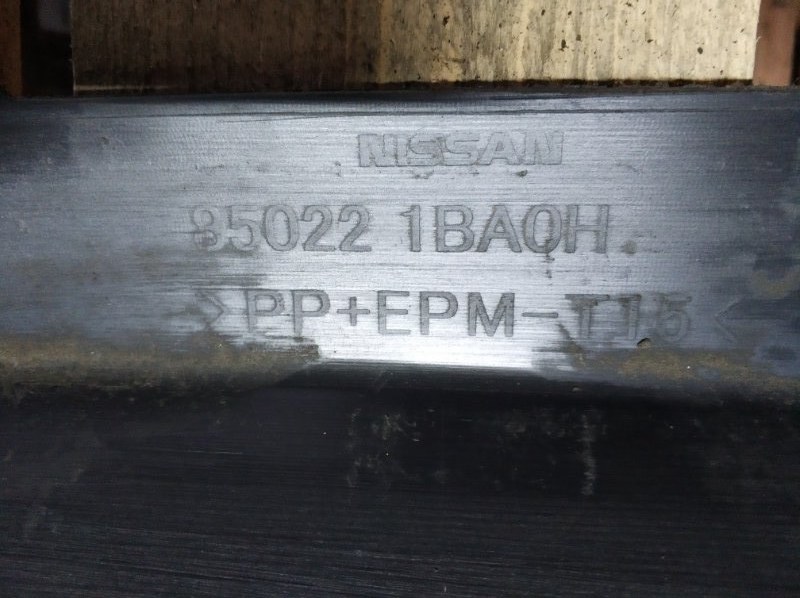 NISSAN
85022 1BA0H
>PP+EPM-T15<